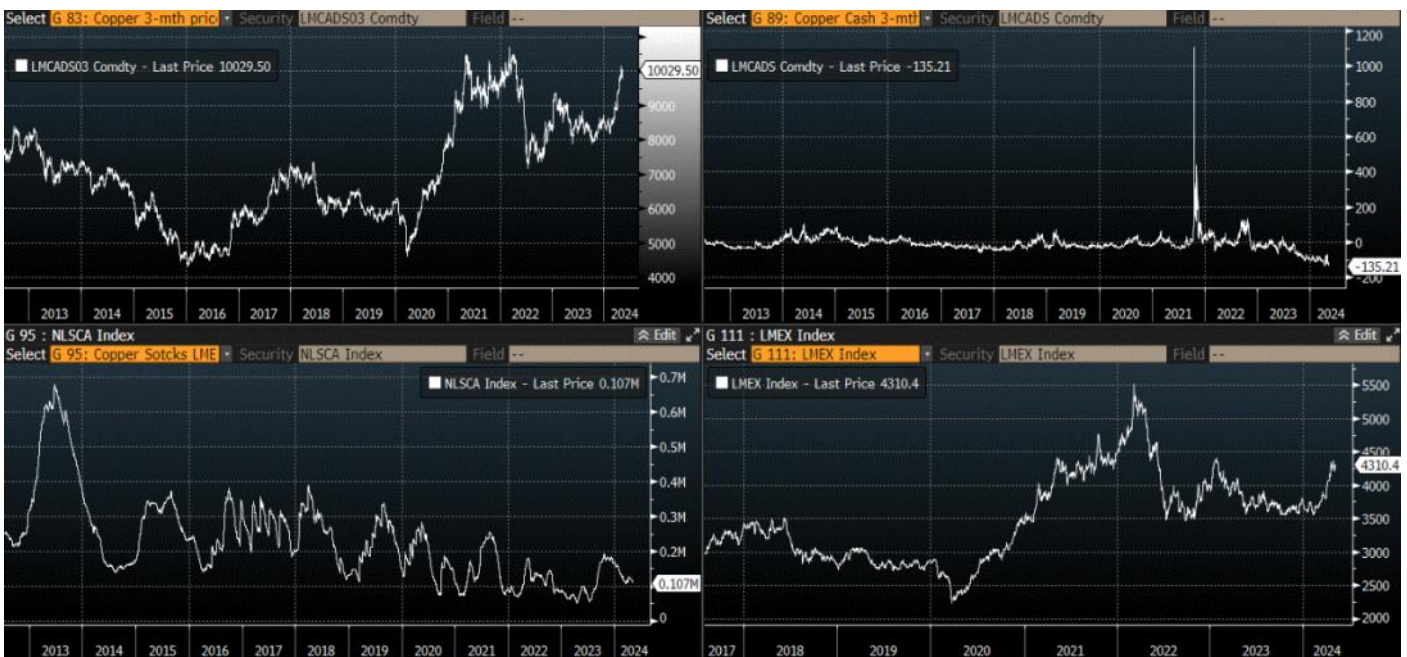 Select G 83: Copper 3-mth pric Security LMCADS03 Comdty Field --
LMCADS03 Comdty - Last Price 10029.50
10029.50
9000
8000
7000
6000
5000
4000
2013 2014 2015 2016 2017 2018 2019 2020 2021 2022 2023 2024
Select G 89: Copper Cash 3-mth Security LMCADS Comdty Field --
LMCADS Comdty - Last Price -135.21
1200
1000
800
600
400
200
0
-135.21
-200
2013 2014 2015 2016 2017 2018 2019 2020 2021 2022 2023 2024
G 95 : NLSCA Index Edit
Select G 95: Copper Sotcks LME Security NLSCA Index Field --
NLSCA Index - Last Price 0.107M
0.7M
0.6M
0.5M
0.4M
0.3M
0.2M
0.107M
0
2013 2014 2015 2016 2017 2018 2019 2020 2021 2022 2023 2024
G 111 : LMEX Index Edit
Select G 111: LMEX Index Security LMEX Index Field --
LMEX Index - Last Price 4310.4
5500
5000
4500
4310.4
4000
3500
3000
2500
2000
2017 2018 2019 2020 2021 2022 2023 2024